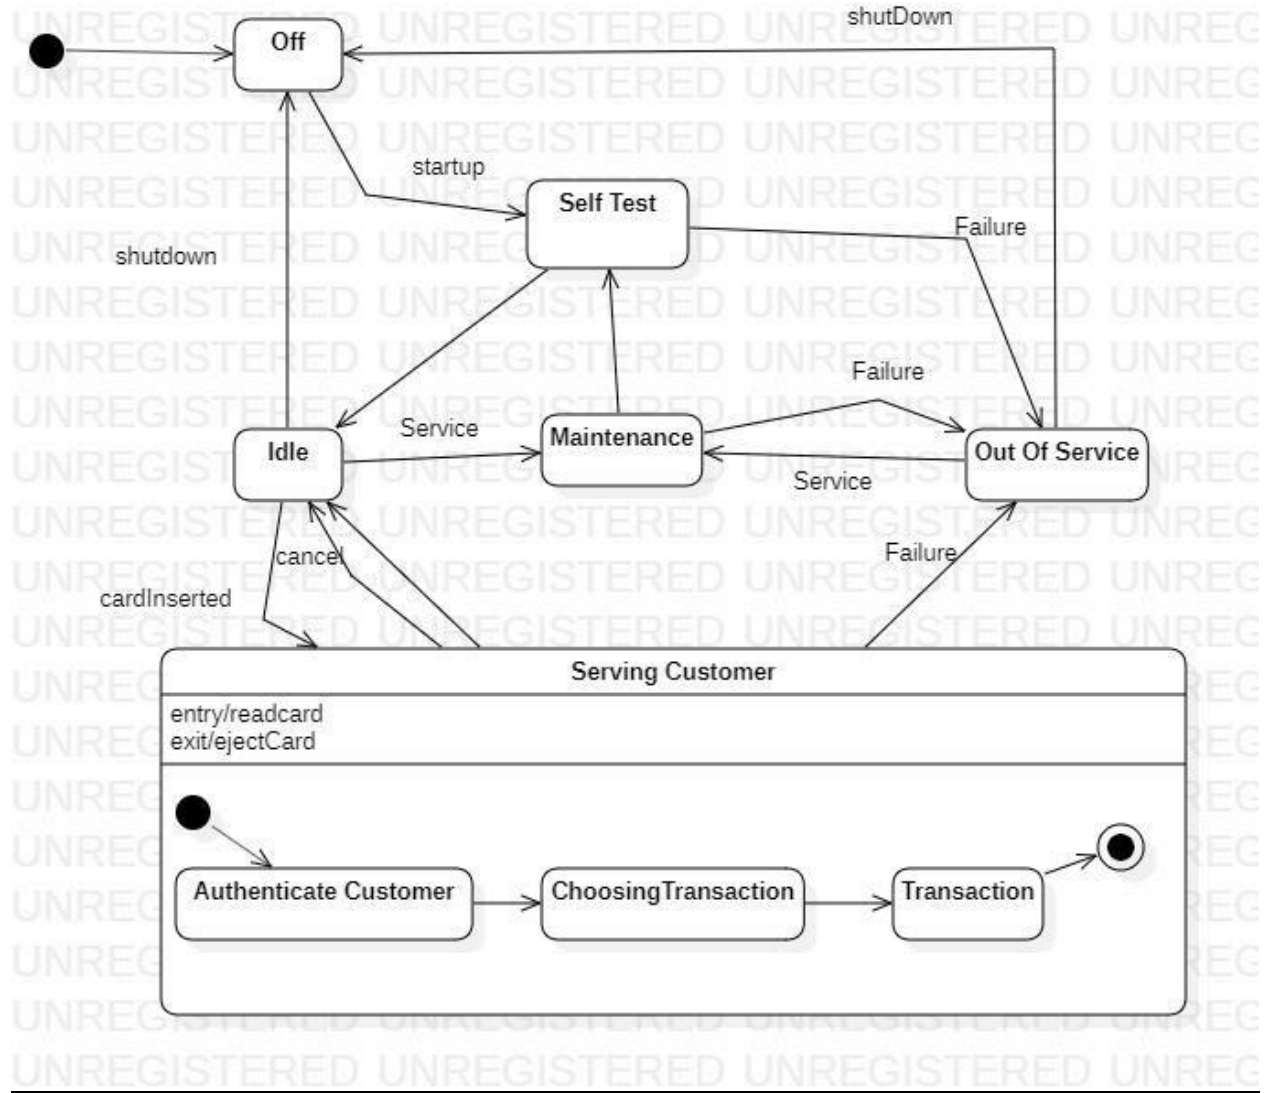 shutDown
Off
startup
Self Test
Failure
shutdown
Failure
Service
Maintenance
Idle
Out Of Service
Service
cancel
Failure
cardInserted
Serving Customer
entry/readcard
exit/ejectCard
Authenticate Customer
ChoosingTransaction
Transaction
UNREGISTERED